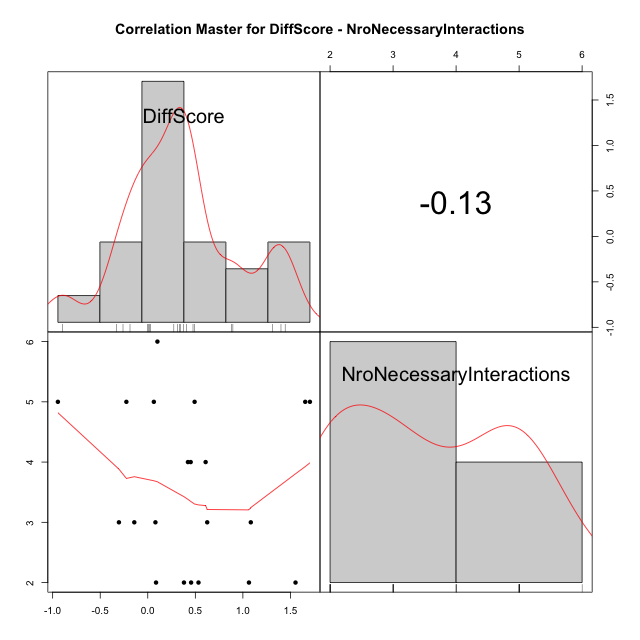 Correlation Master for DiffScore - NroNecessaryInteractions
2 3 4 5 6
DiffScore
-0.13
1.5
1.0
0.5
0.0
-0.5
-1.0
6
5
4
3
2
NroNecessaryInteractions
-1.0 -0.5 0.0 0.5 1.0 1.5